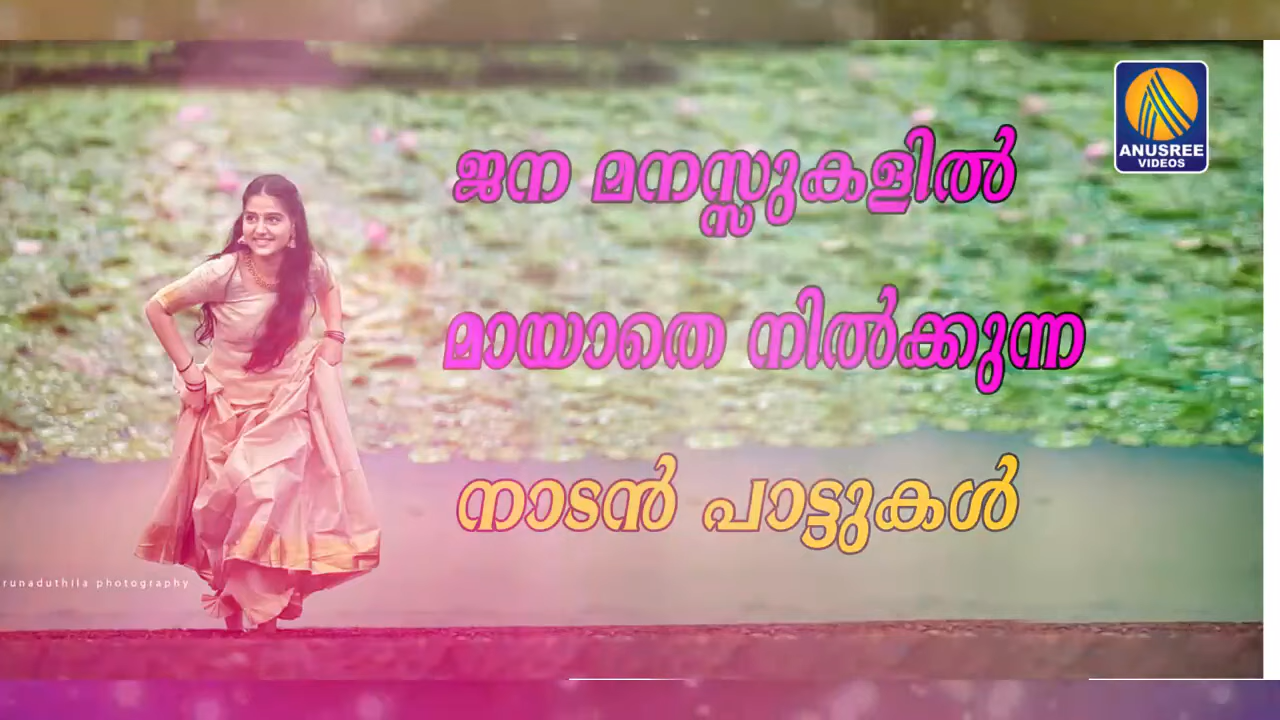 ANUSREE
VIDEOS
ജന മനസ്സുകളിൽ
മായാതെ നിൽക്കുന്ന
നാടൻ പാട്ടുകൾ
runaduthila photography